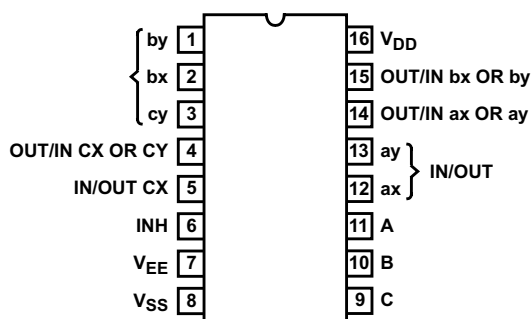 by 1 16 VDD
bx 2 15 OUT/IN bx OR by
cy 3 14 OUT/IN ax OR ay
OUT/IN CX OR CY 4 13 ay
IN/OUT
IN/OUT CX 5 12 ax
INH 6 11 A
VEE 7 10 B
VSS 8 9 C